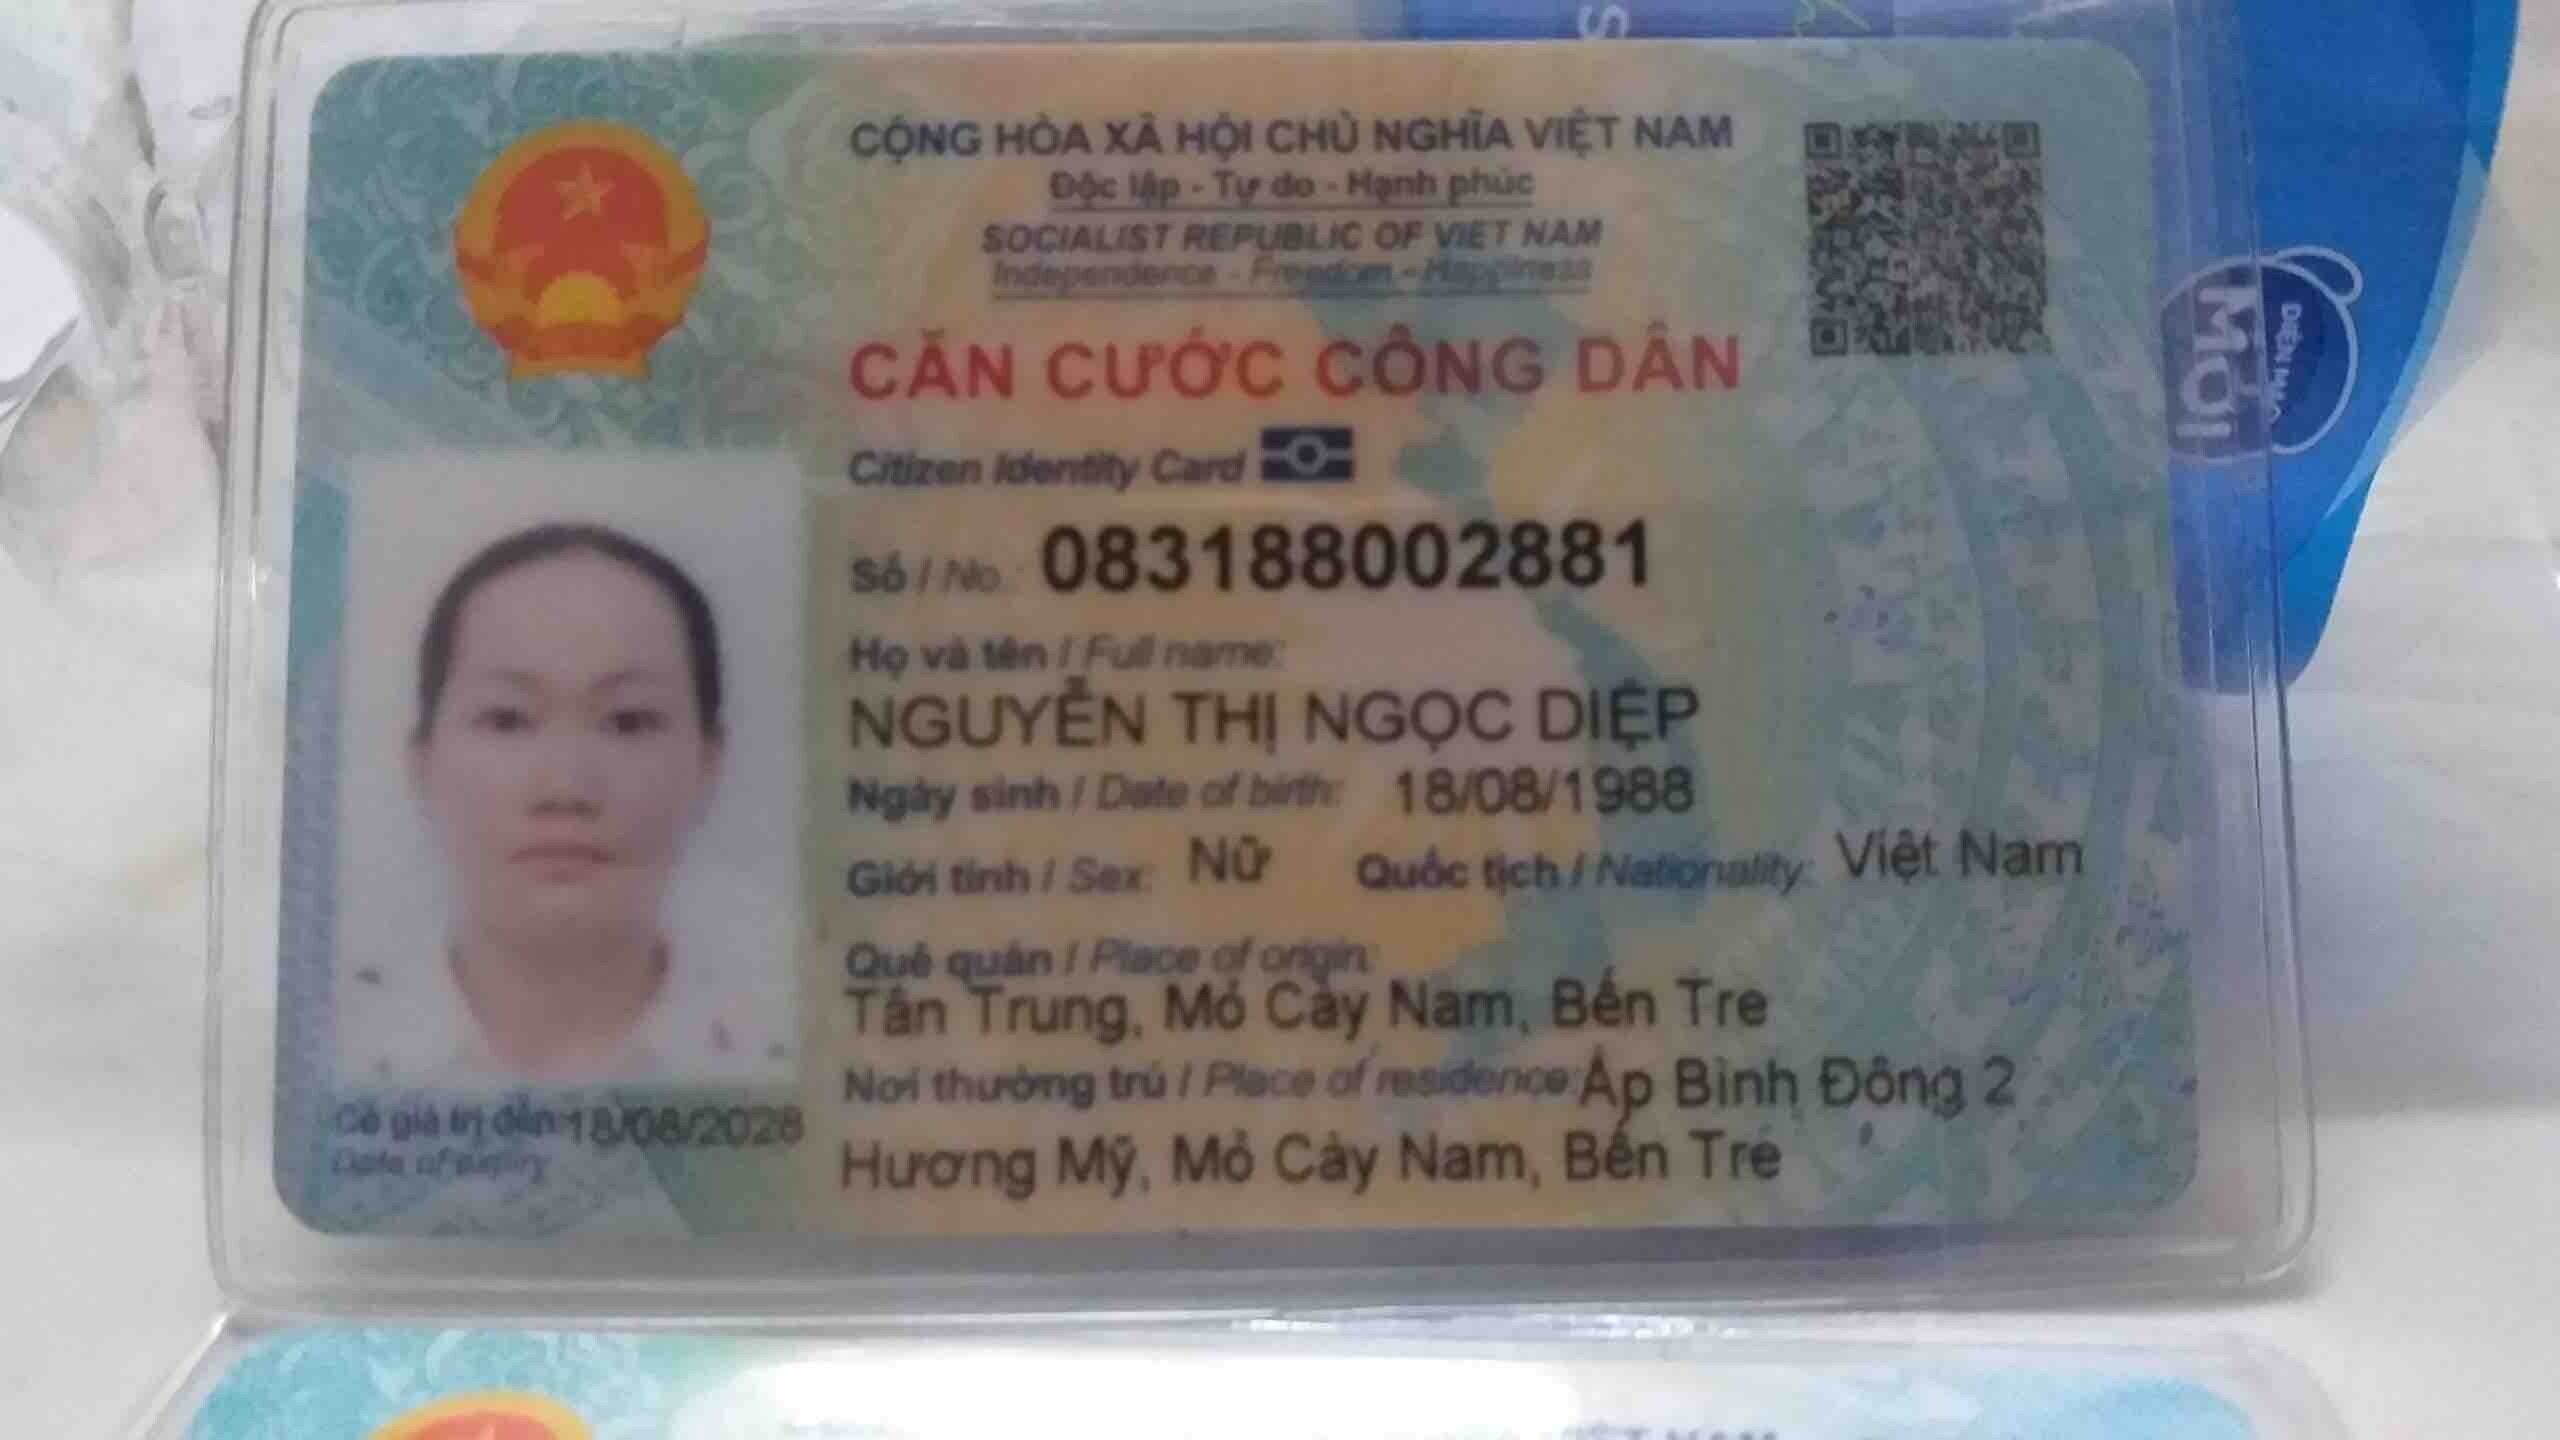 CỘNG HÒA XÃ HỘI CHỦ NGHĨA VIỆT NAM
Độc lập - Tự do - Hạnh phúc
SOCIALIST REPUBLIC OF VIET NAM
Independence - Freedom - Happiness
CĂN CƯỚC CÔNG DÂN
Citizen Identity Card
Số / No.: 083188002881
Họ và tên / Full name:
NGUYỄN THỊ NGỌC DIỆP
Ngày sinh / Date of birth: 18/08/1988
Giới tính / Sex: Nữ Quốc tịch / Nationality: Việt Nam
Quê quán / Place of origin:
Tân Trung, Mỏ Cày Nam, Bến Tre
Nơi thường trú / Place of residence: Ấp Bình Đông 2
Hương Mỹ, Mỏ Cày Nam, Bến Tre
Có giá trị đến: 18/08/2028
Date of expiry
MỚI
ĐIỆN MÁY
VIỆT NAM